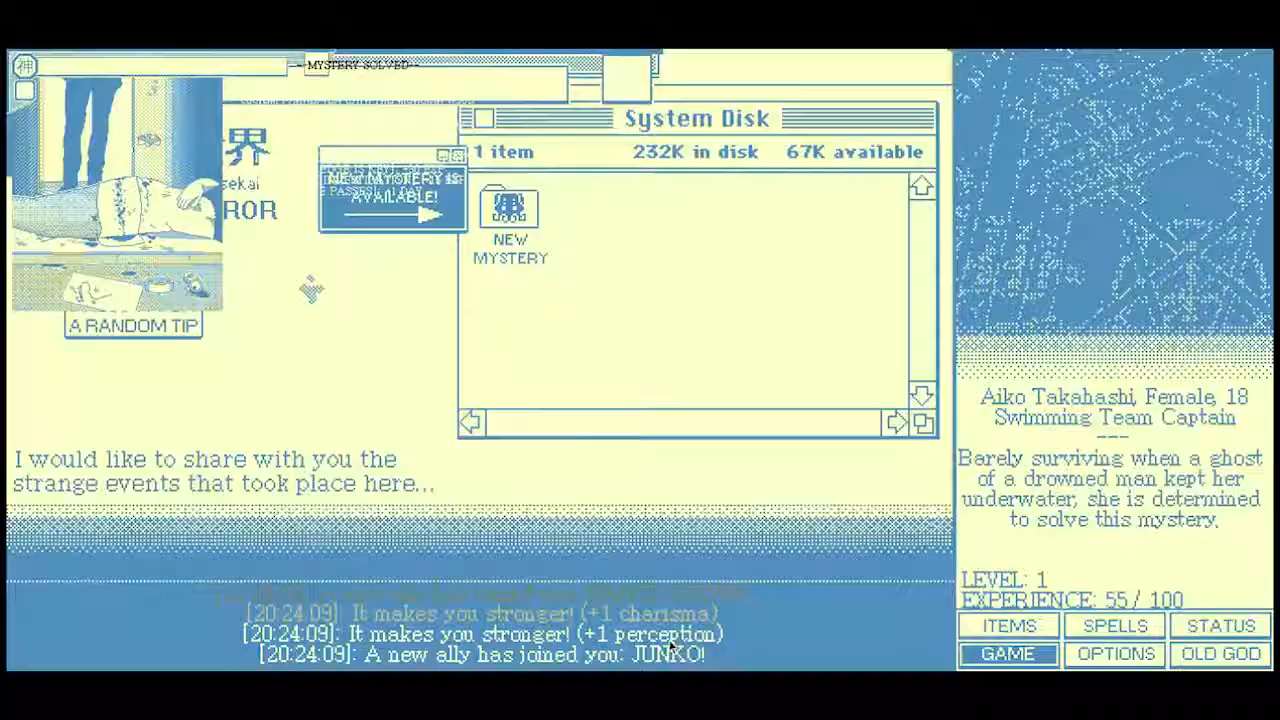 神
--MYSTERY SOLVED--
界
sekai
ROR
AVAILABLE!
A RANDOM TIP
System Disk
1 item 232K in disk 67K available
NEW
MYSTERY
I would like to share with you the
strange events that took place here...
[20:24:09]: It makes you stronger! (+1 charisma)
[20:24:09]: It makes you stronger! (+1 perception)
[20:24:09]: A new ally has joined you: JUNKO!
Aiko Takahashi, Female, 18
Swimming Team Captain
---
Barely surviving when a ghost
of a drowned man kept her
underwater, she is determined
to solve this mystery.
LEVEL: 1
EXPERIENCE: 55 / 100
ITEMS SPELLS STATUS
GAME OPTIONS OLD GOD